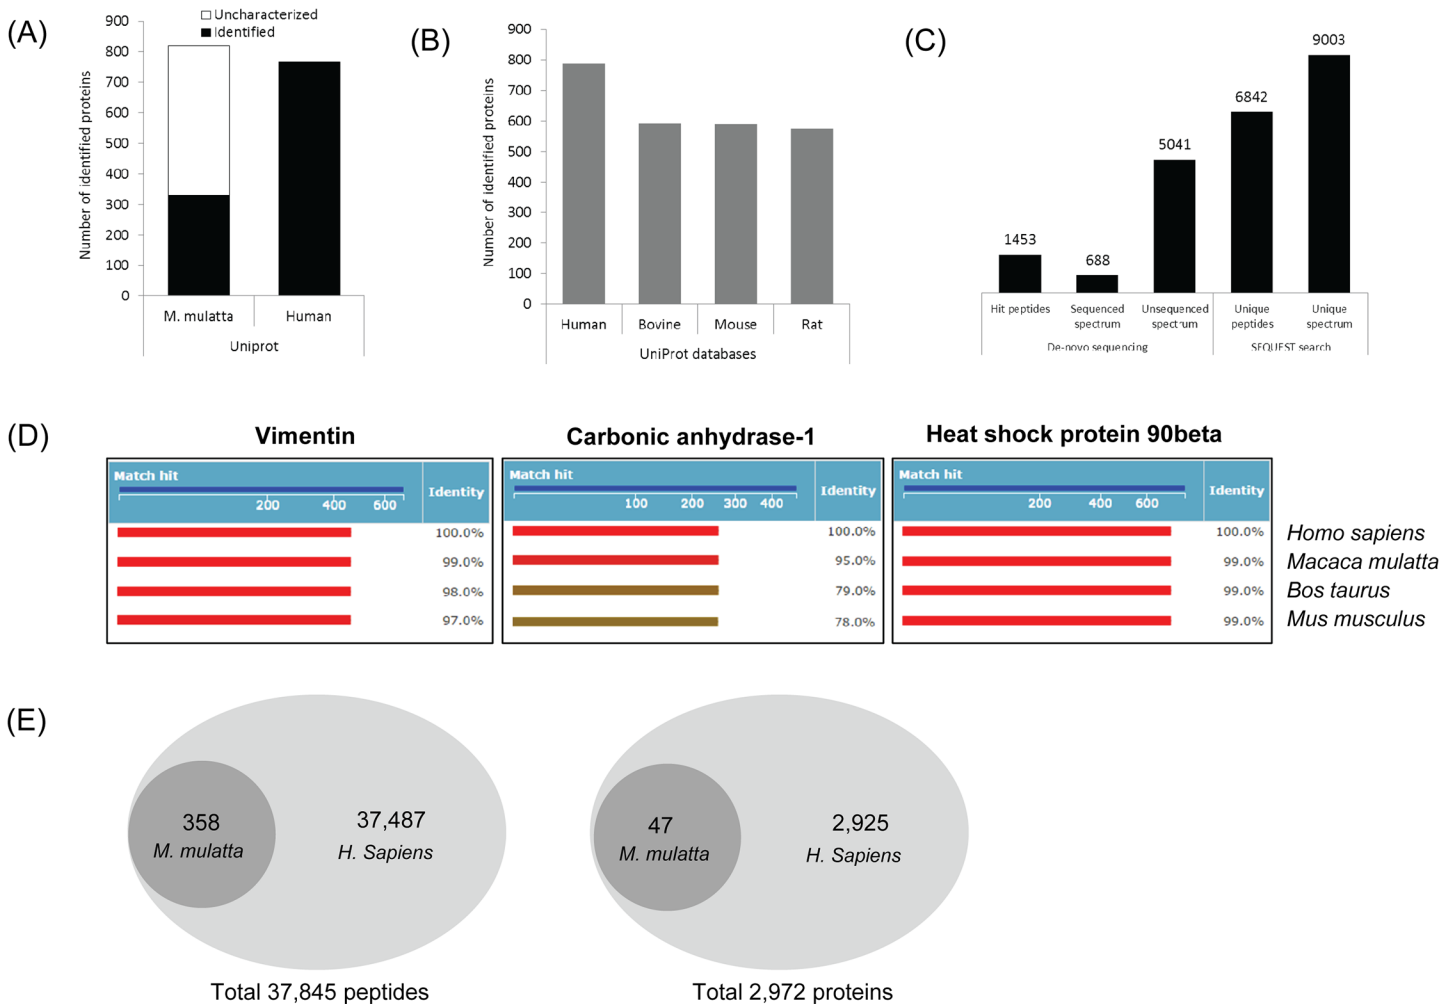 (A)
Uncharacterized
Identified
Number of identified proteins
900
800
700
600
500
400
300
200
100
0
M. mulatta Human
Uniprot
(B)
Number of identified proteins
900
800
700
600
500
400
300
200
100
0
Human Bovine Mouse Rat
UniProt databases
(C)
1453
688
5041
6842
9003
Hit peptides
Sequenced spectrum
Unsequenced spectrum
Unique peptides
Unique spectrum
De-novo sequencing
SEQUEST search
(D)
Vimentin
Match hit
Identity
200 400 600
100.0%
99.0%
98.0%
97.0%
Carbonic anhydrase-1
Match hit
Identity
100 200 300 400
100.0%
95.0%
79.0%
78.0%
Heat shock protein 90beta
Match hit
Identity
200 400 600
100.0%
99.0%
99.0%
99.0%
Homo sapiens
Macaca mulatta
Bos taurus
Mus musculus
(E)
358
M. mulatta
37,487
H. Sapiens
Total 37,845 peptides
47
M. mulatta
2,925
H. Sapiens
Total 2,972 proteins